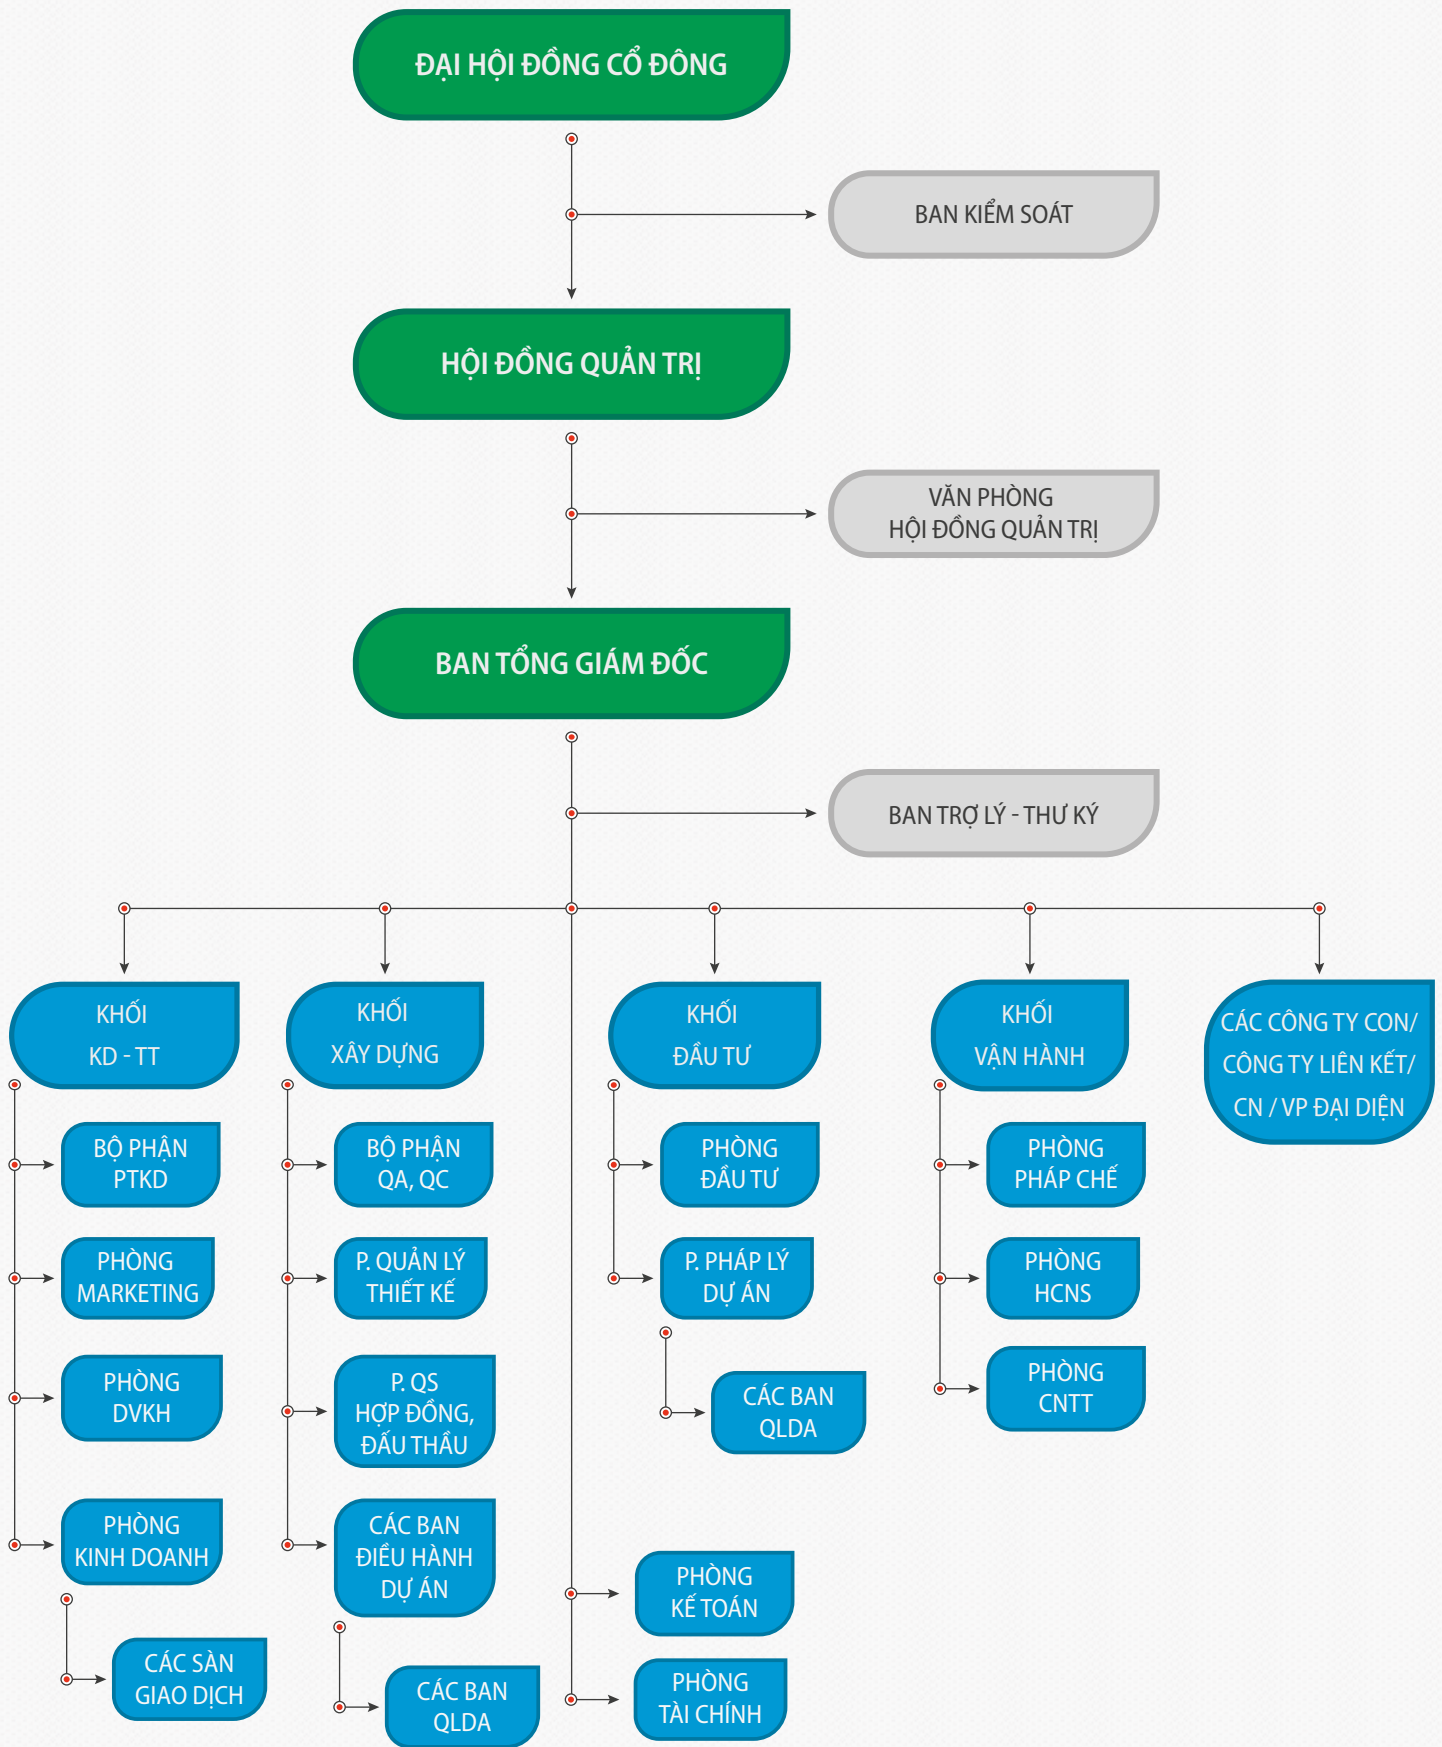 ĐẠI HỘI ĐỒNG CỔ ĐÔNG
BAN KIỂM SOÁT
HỘI ĐỒNG QUẢN TRỊ
VĂN PHÒNG
HỘI ĐỒNG QUẢN TRỊ
BAN TỔNG GIÁM ĐỐC
BAN TRỢ LÝ - THƯ KÝ
KHỐI
KD - TT
BỘ PHẬN
PTKD
PHÒNG
MARKETING
PHÒNG
DVKH
PHÒNG
KINH DOANH
CÁC SÀN
GIAO DỊCH
KHỐI
XÂY DỰNG
BỘ PHẬN
QA, QC
P. QUẢN LÝ
THIẾT KẾ
P. QS
HỢP ĐỒNG,
ĐẤU THẦU
CÁC BAN
ĐIỀU HÀNH
DỰ ÁN
CÁC BAN
QLDA
KHỐI
ĐẦU TƯ
PHÒNG
ĐẦU TƯ
P. PHÁP LÝ
DỰ ÁN
CÁC BAN
QLDA
PHÒNG
KẾ TOÁN
PHÒNG
TÀI CHÍNH
KHỐI
VẬN HÀNH
PHÒNG
PHÁP CHẾ
PHÒNG
HCNS
PHÒNG
CNTT
CÁC CÔNG TY CON/
CÔNG TY LIÊN KẾT/
CN / VP ĐẠI DIỆN